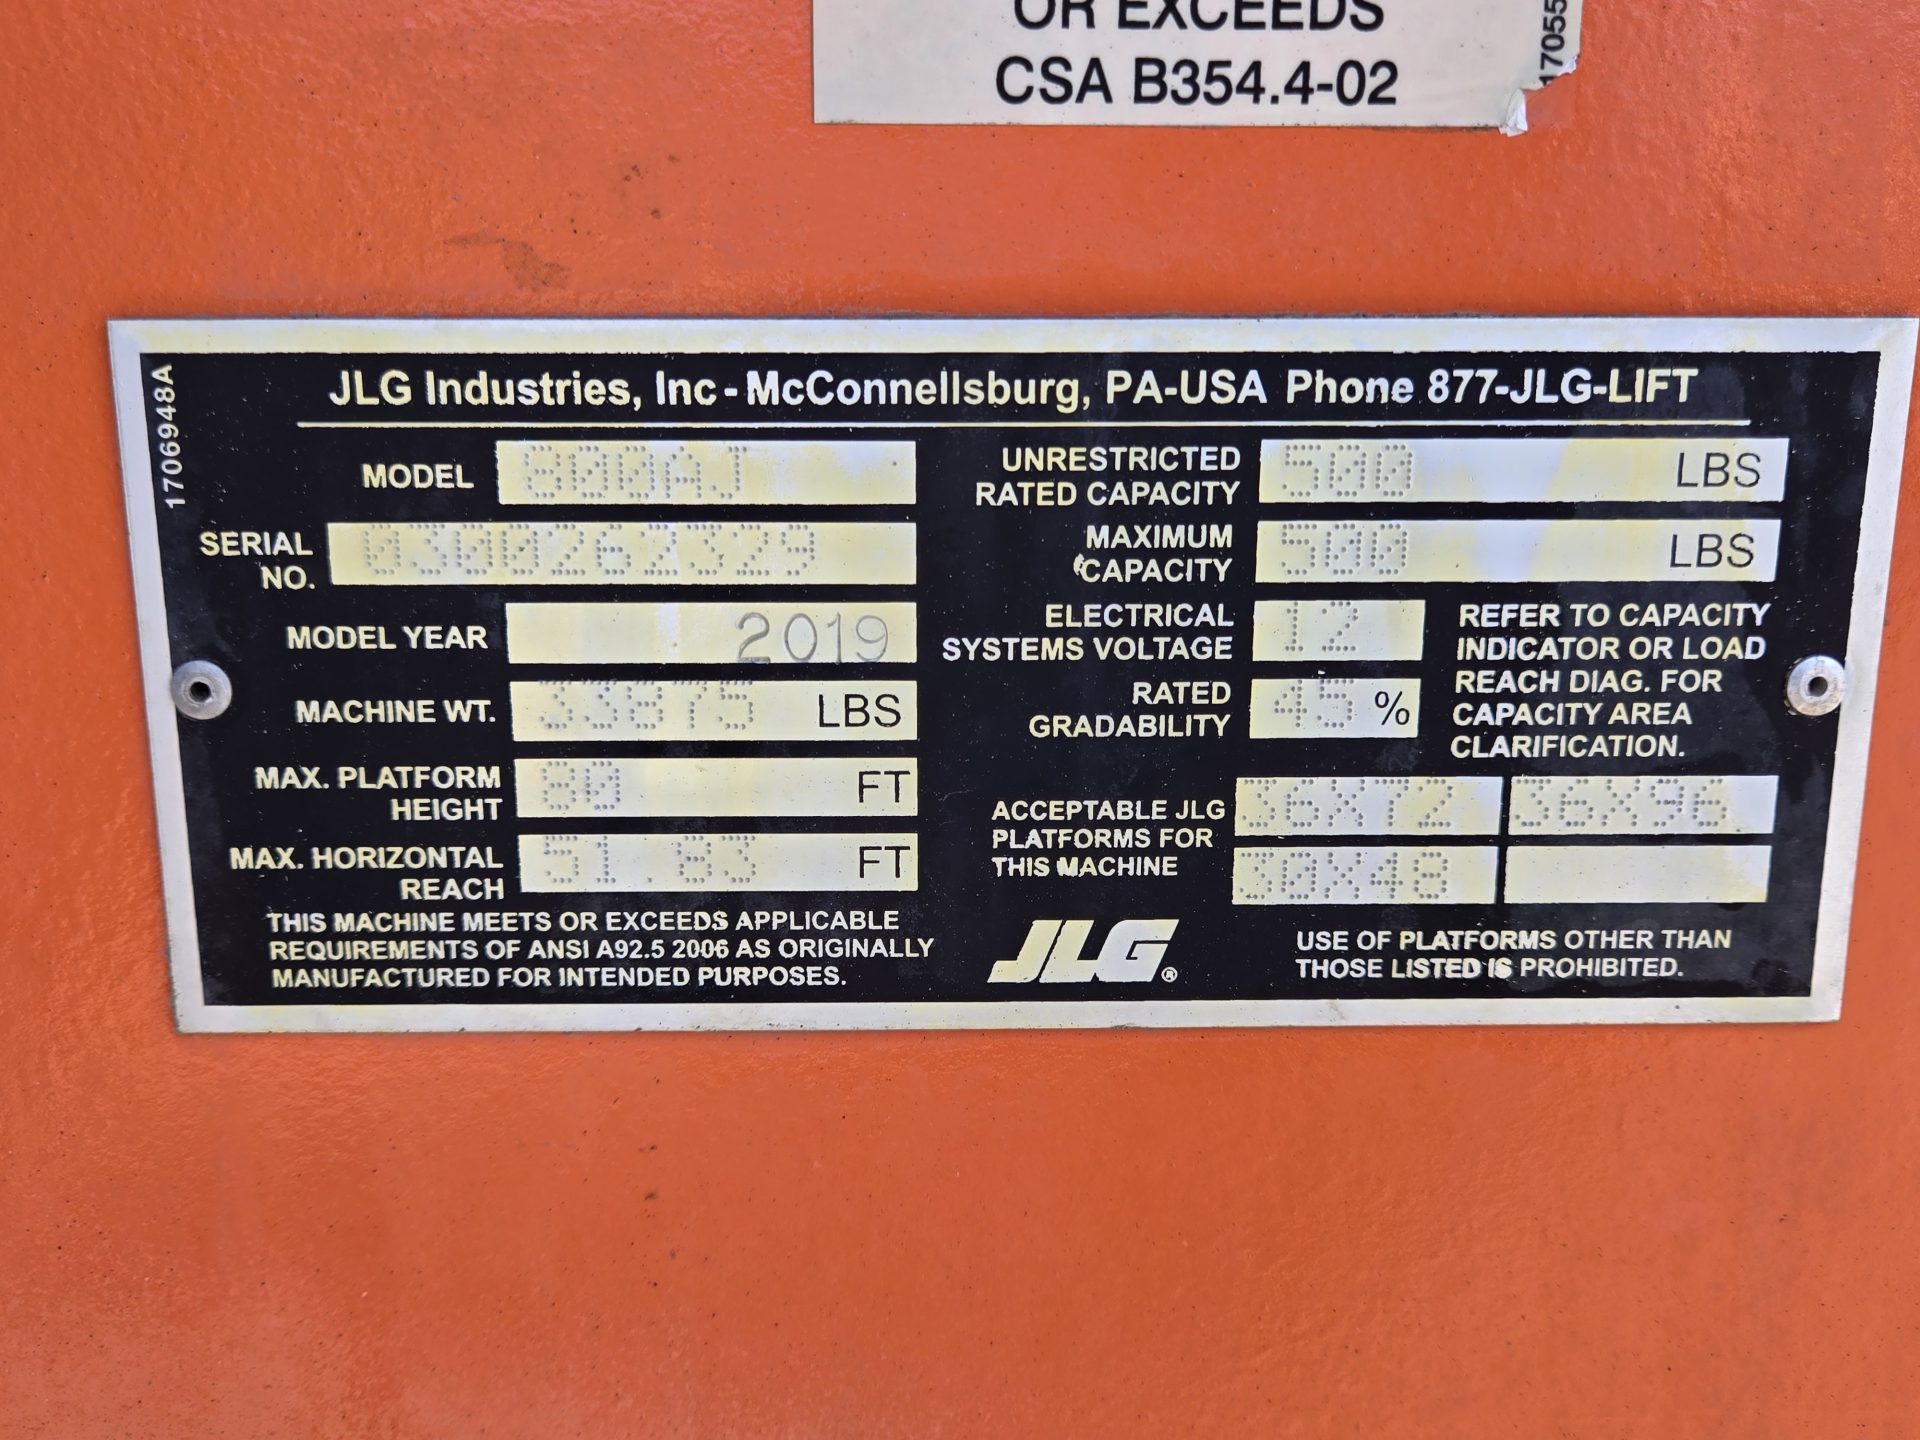 OR EXCEEDS
CSA B354.4-02
17055
1706948A
JLG Industries, Inc - McConnellsburg, PA-USA Phone 877-JLG-LIFT
MODEL 800AJ
SERIAL NO. 0300262329
MODEL YEAR 2019
MACHINE WT. 33875 LBS
MAX. PLATFORM HEIGHT 80 FT
MAX. HORIZONTAL REACH 51.83 FT
THIS MACHINE MEETS OR EXCEEDS APPLICABLE
REQUIREMENTS OF ANSI A92.5 2006 AS ORIGINALLY
MANUFACTURED FOR INTENDED PURPOSES.
UNRESTRICTED RATED CAPACITY 500 LBS
MAXIMUM CAPACITY 500 LBS
ELECTRICAL SYSTEMS VOLTAGE 12
RATED GRADABILITY 45 %
REFER TO CAPACITY
INDICATOR OR LOAD
REACH DIAG. FOR
CAPACITY AREA
CLARIFICATION.
ACCEPTABLE JLG
PLATFORMS FOR
THIS MACHINE
36X72 36X96
30X48
JLG®
USE OF PLATFORMS OTHER THAN
THOSE LISTED IS PROHIBITED.